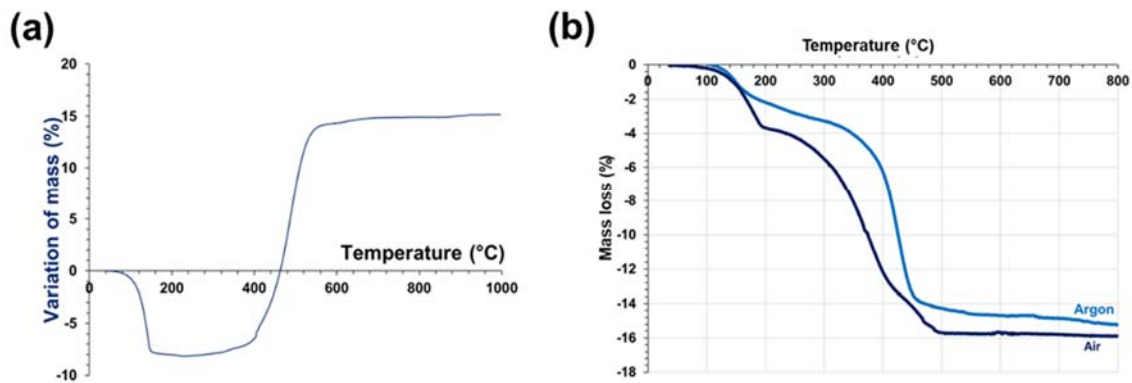 (a)
20
15
10
5
0
-5
-10
Variation of mass (%)
Temperature (°C)
0 200 400 600 800 1000
(b)
Temperature (°C)
0 100 200 300 400 500 600 700 800
0
-2
-4
-6
-8
-10
-12
-14
-16
-18
Mass loss (%)
Argon
Air